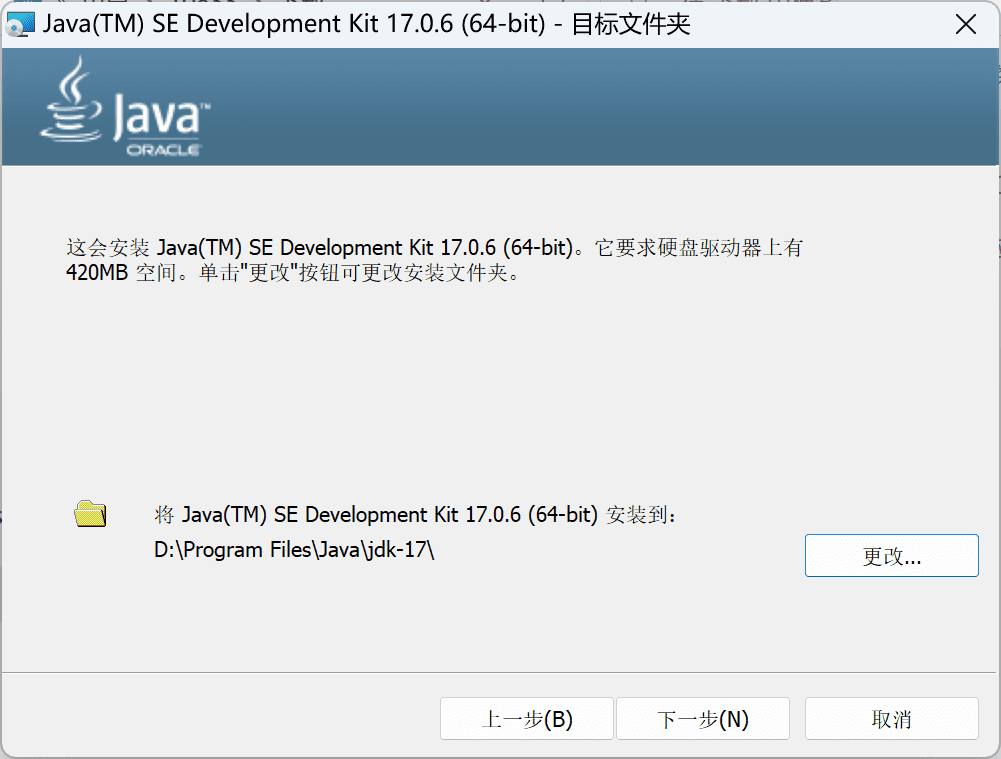 Java(TM) SE Development Kit 17.0.6 (64-bit) - 目标文件夹
Java™
ORACLE
这会安装 Java(TM) SE Development Kit 17.0.6 (64-bit)。它要求硬盘驱动器上有
420MB 空间。单击"更改"按钮可更改安装文件夹。
将 Java(TM) SE Development Kit 17.0.6 (64-bit) 安装到：
D:\Program Files\Java\jdk-17\
更改...
上一步(B)
下一步(N)
取消